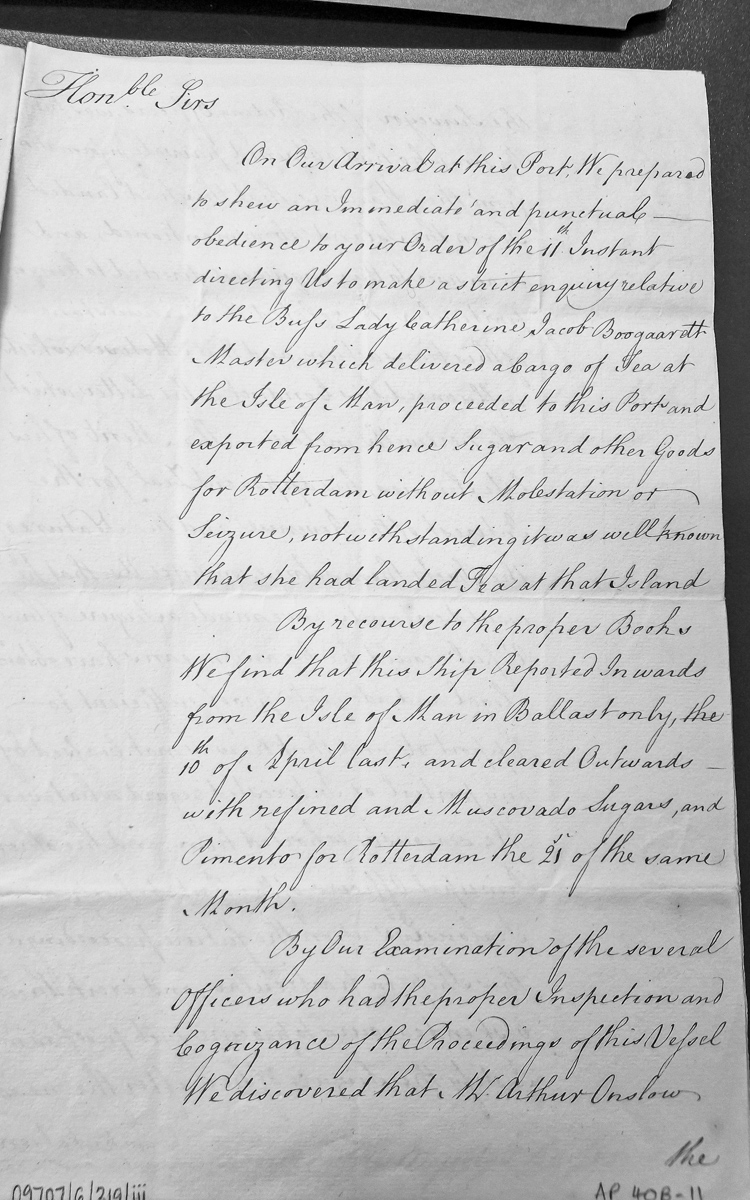 Hon.ble Sirs
On Our Arrival at this Port, We prepared
to shew an Immediate and punctual
obedience to your Order of the 11th Instant
directing Us to make a strict enquiry relative
to the Buss Lady Catherine, Jacob Boogaardt
Master which delivered a Cargo of Tea at
the Isle of Man, proceeded to this Port and
exported from hence Sugar and other Goods
for Rotterdam without Molestation or
Seizure, notwithstanding it was well known
that she had landed Tea at that Island
By recourse to the proper Books
We find that this Ship Reported Inwards
from the Isle of Man in Ballast only, the
10th of April last, and cleared Outwards
with refined and Muscovado Sugars, and
Pimento for Rotterdam the 21st of the same
Month.
By Our Examination of the several
Officers who had the proper Inspection and
Cognizance of the Proceedings of this Vessel
We discovered that Mr. Arthur Onslow
the
09707/6/219/iii
AP 40B-11